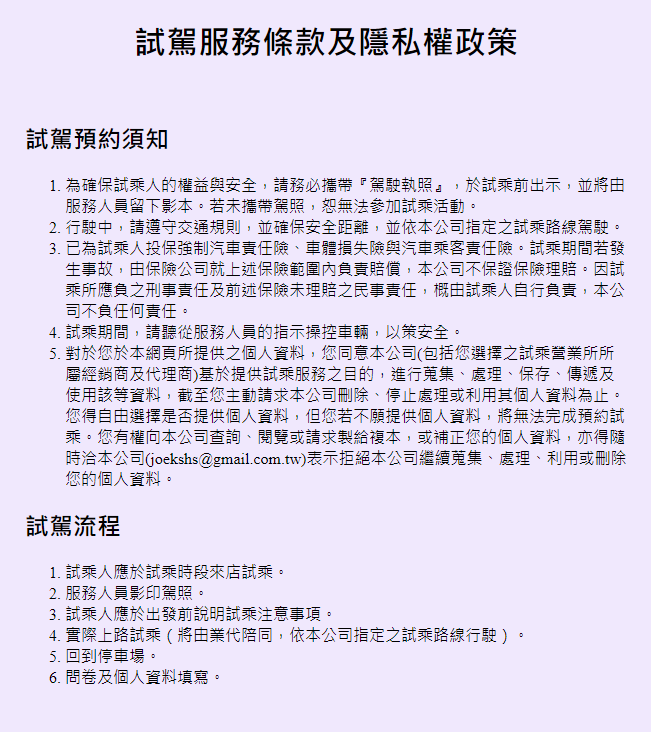 試駕服務條款及隱私權政策
試駕預約須知
1. 為確保試乘人的權益與安全，請務必攜帶『駕駛執照』，於試乘前出示，並將由
服務人員留下影本。若未攜帶駕照，恕無法參加試乘活動。
2. 行駛中，請遵守交通規則，並確保安全距離，並依本公司指定之試乘路線駕駛。
3. 已為試乘人投保強制汽車責任險、車體損失險與汽車乘客責任險。試乘期間若發
生事故，由保險公司就上述保險範圍內負責賠償，本公司不保證保險理賠。因試
乘所應負之刑事責任及前述保險未理賠之民事責任，概由試乘人自行負責，本公
司不負任何責任。
4. 試乘期間，請聽從服務人員的指示操控車輛，以策安全。
5. 對於您於本網頁所提供之個人資料，您同意本公司(包括您選擇之試乘營業所所
屬經銷商及代理商)基於提供試乘服務之目的，進行蒐集、處理、保存、傳遞及
使用該等資料，截至您主動請求本公司刪除、停止處理或利用其個人資料為止。
您得自由選擇是否提供個人資料，但您若不願提供個人資料，將無法完成預約試
乘。您有權向本公司查詢、閱覽或請求製給複本，或補正您的個人資料，亦得隨
時洽本公司(joekshs@gmail.com.tw)表示拒絕本公司繼續蒐集、處理、利用或刪除
您的個人資料。
試駕流程
1. 試乘人應於試乘時段來店試乘。
2. 服務人員影印駕照。
3. 試乘人應於出發前說明試乘注意事項。
4. 實際上路試乘（將由業代陪同，依本公司指定之試乘路線行駛）。
5. 回到停車場。
6. 問卷及個人資料填寫。